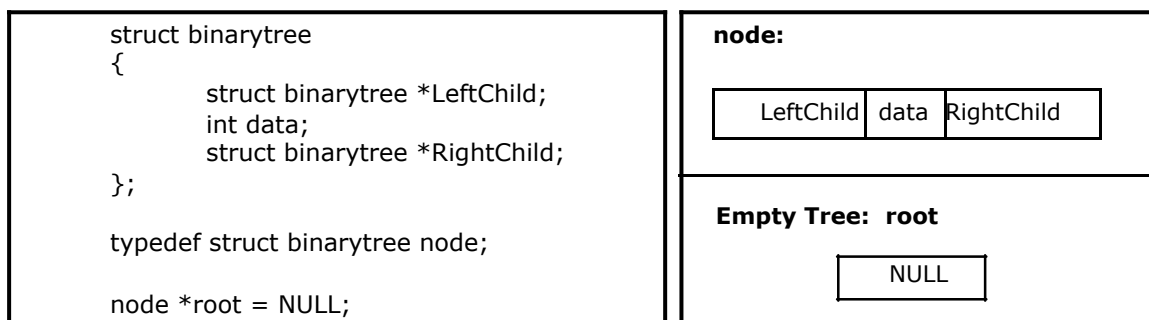 struct binarytree
{
struct binarytree *LeftChild;
int data;
struct binarytree *RightChild;
};
typedef struct binarytree node;
node *root = NULL;
node:
LeftChild data RightChild
Empty Tree: root
NULL